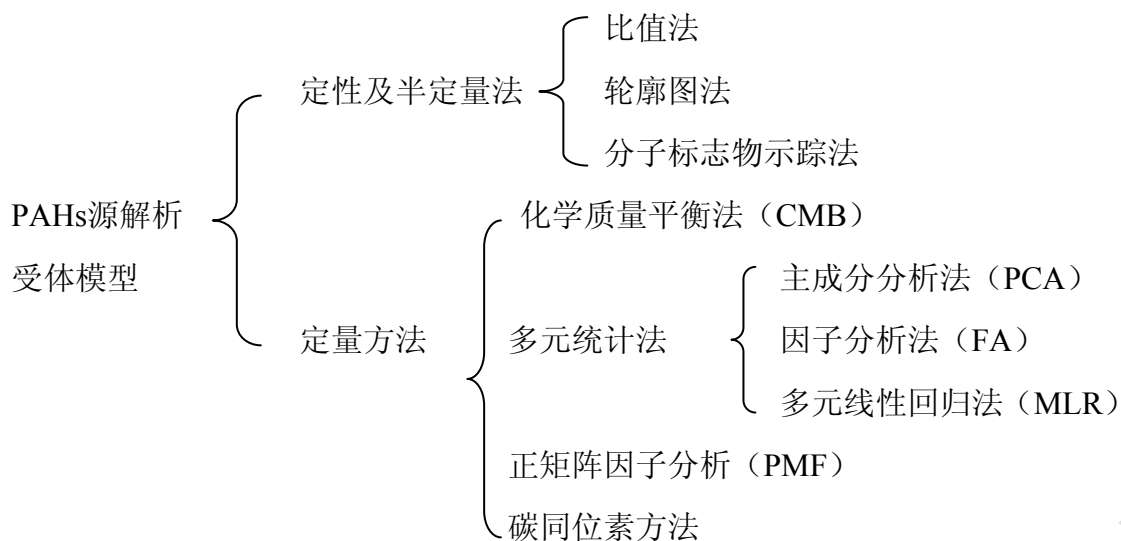 比值法
定性及半定量法
轮廓图法
分子标志物示踪法
PAHs源解析
受体模型
化学质量平衡法（CMB）
主成分分析法（PCA）
定量方法
多元统计法
因子分析法（FA）
多元线性回归法（MLR）
正矩阵因子分析（PMF）
碳同位素方法